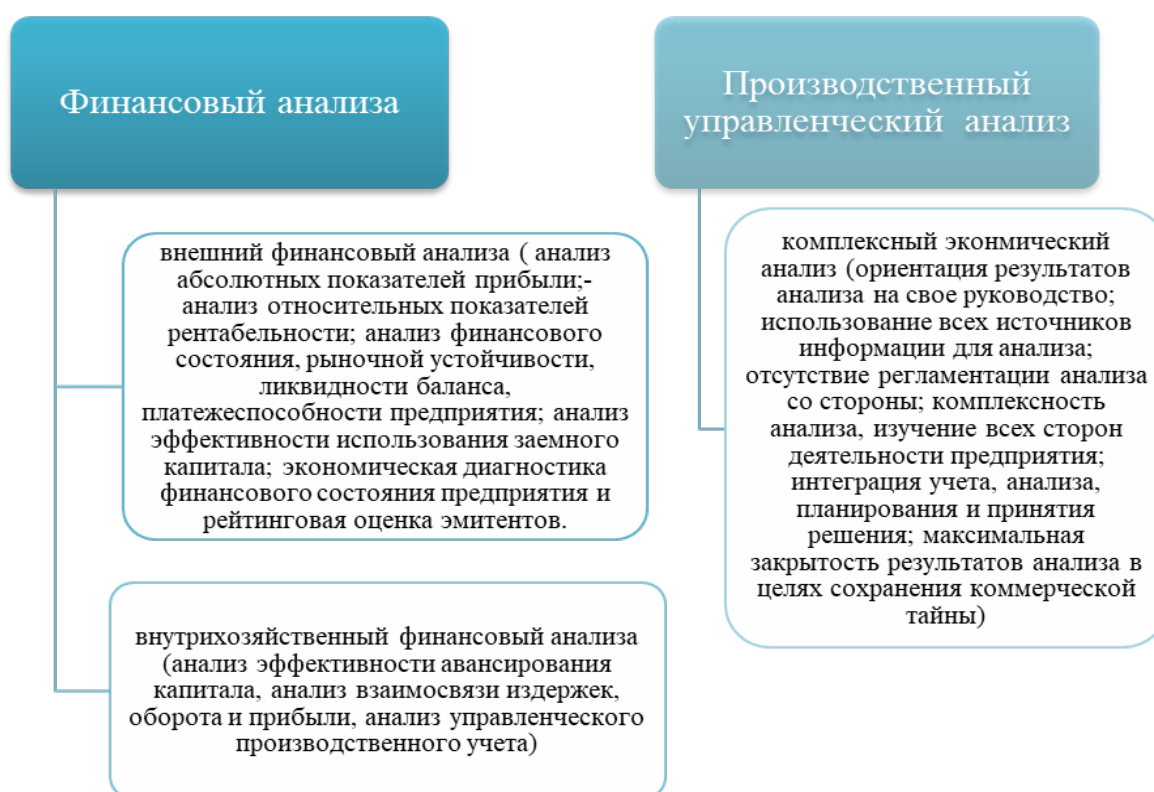 Финансовый анализа
внешний финансовый анализа ( анализ
абсолютных показателей прибыли;-
анализ относительных показателей
рентабельности; анализ финансового
состояния, рыночной устойчивости,
ликвидности баланса,
платежеспособности предприятия; анализ
эффективности использования заемного
капитала; экономическая диагностика
финансового состояния предприятия и
рейтинговая оценка эмитентов.
внутрихозяйственный финансовый анализа
(анализ эффективности авансирования
капитала, анализ взаимосвязи издержек,
оборота и прибыли, анализ управленческого
производственного учета)
Производственный
управленческий анализ
комплексный эконмический
анализ (ориентация результатов
анализа на свое руководство;
использование всех источников
информации для анализа;
отсутствие регламентации анализа
со стороны; комплексность
анализа, изучение всех сторон
деятельности предприятия;
интеграция учета, анализа,
планирования и принятия
решения; максимальная
закрытость результатов анализа в
целях сохранения коммерческой
тайны)